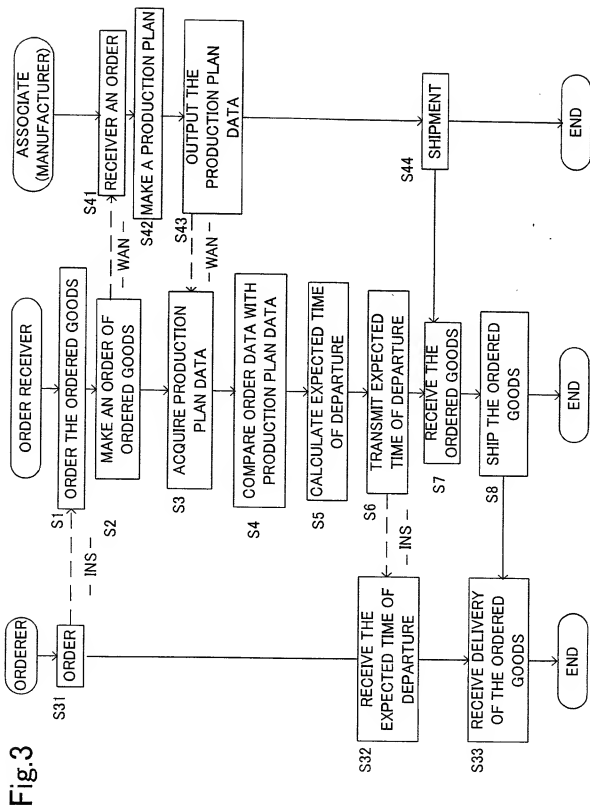 Fig.3
ORDERER
S31
ORDER
— INS —
ORDER RECEIVER
S1
ORDER THE ORDERED GOODS
S2
MAKE AN ORDER OF
ORDERED GOODS
— WAN —
ASSOCIATE
(MANUFACTURER)
S41
RECEIVER AN ORDER
S42
MAKE A PRODUCTION PLAN
S43
OUTPUT THE
PRODUCTION PLAN
DATA
— WAN —
S3
ACQUIRE PRODUCTION
PLAN DATA
S4
COMPARE ORDER DATA WITH
PRODUCTION PLAN DATA
S5
CALCULATE EXPECTED TIME
OF DEPARTURE
S6
TRANSMIT EXPECTED
TIME OF DEPARTURE
— INS —
S32
RECEIVE THE
EXPECTED TIME OF
DEPARTURE
S44
SHIPMENT
S7
RECEIVE THE
ORDERED GOODS
S8
SHIP THE ORDERED
GOODS
S33
RECEIVE DELIVERY
OF THE ORDERED
GOODS
END
END
END